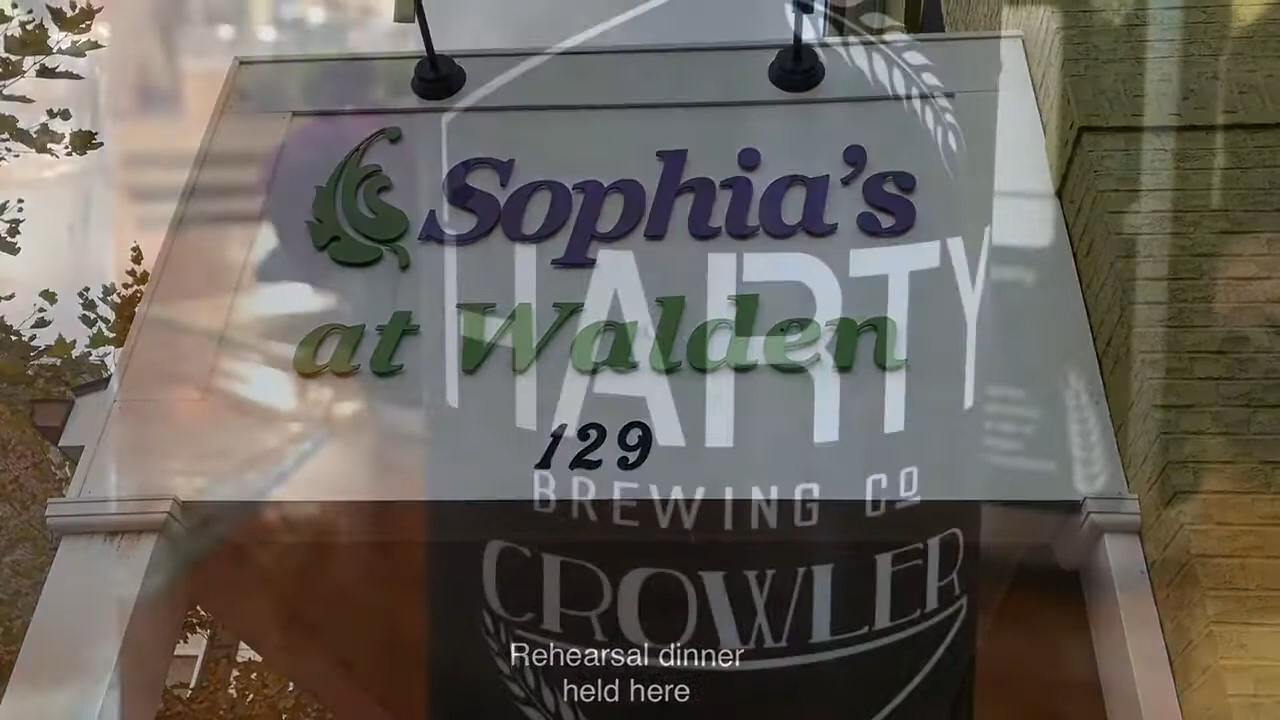 Sophia's
HARTY
at Walden
129
BREWING CO
CROWLER
Rehearsal dinner
held here